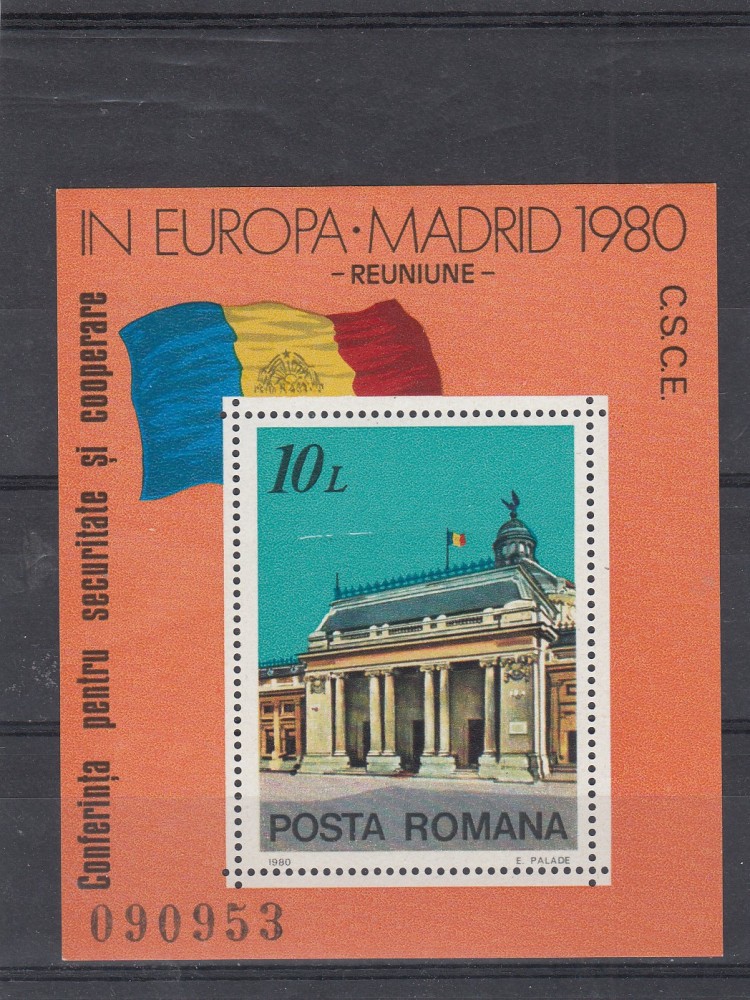 Conferința pentru securitate și cooperare
IN EUROPA·MADRID 1980
-REUNIUNE-
C.S.C.E.
10L
POSTA ROMANA
1980
E. PALADE
090953